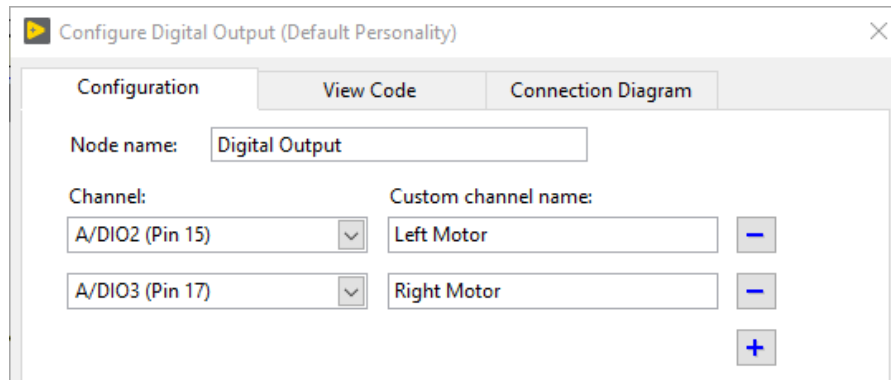 Configure Digital Output (Default Personality)
Configuration View Code Connection Diagram
Node name: Digital Output
Channel: Custom channel name:
A/DIO2 (Pin 15) Left Motor
A/DIO3 (Pin 17) Right Motor